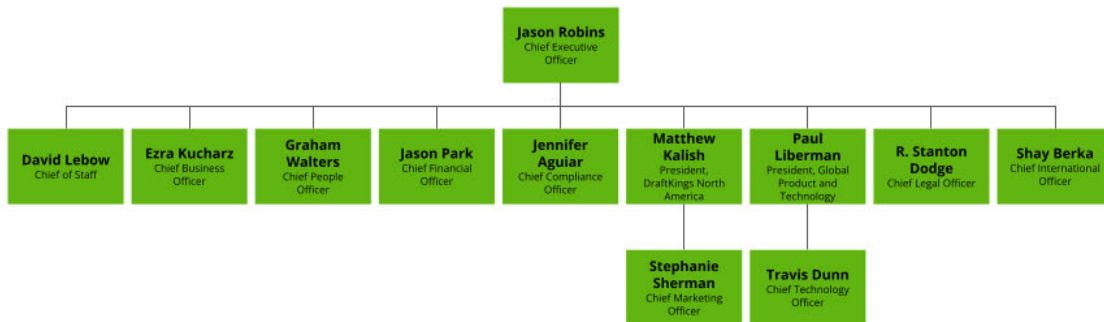 Jason Robins
Chief Executive
Officer
David Lebow
Chief of Staff
Ezra Kucharz
Chief Business
Officer
Graham
Walters
Chief People
Officer
Jason Park
Chief Financial
Officer
Jennifer
Aguiar
Chief Compliance
Officer
Matthew
Kalish
President,
DraftKings North
America
Paul
Liberman
President, Global
Product and
Technology
R. Stanton
Dodge
Chief Legal Officer
Shay Berka
Chief International
Officer
Stephanie
Sherman
Chief Marketing
Officer
Travis Dunn
Chief Technology
Officer